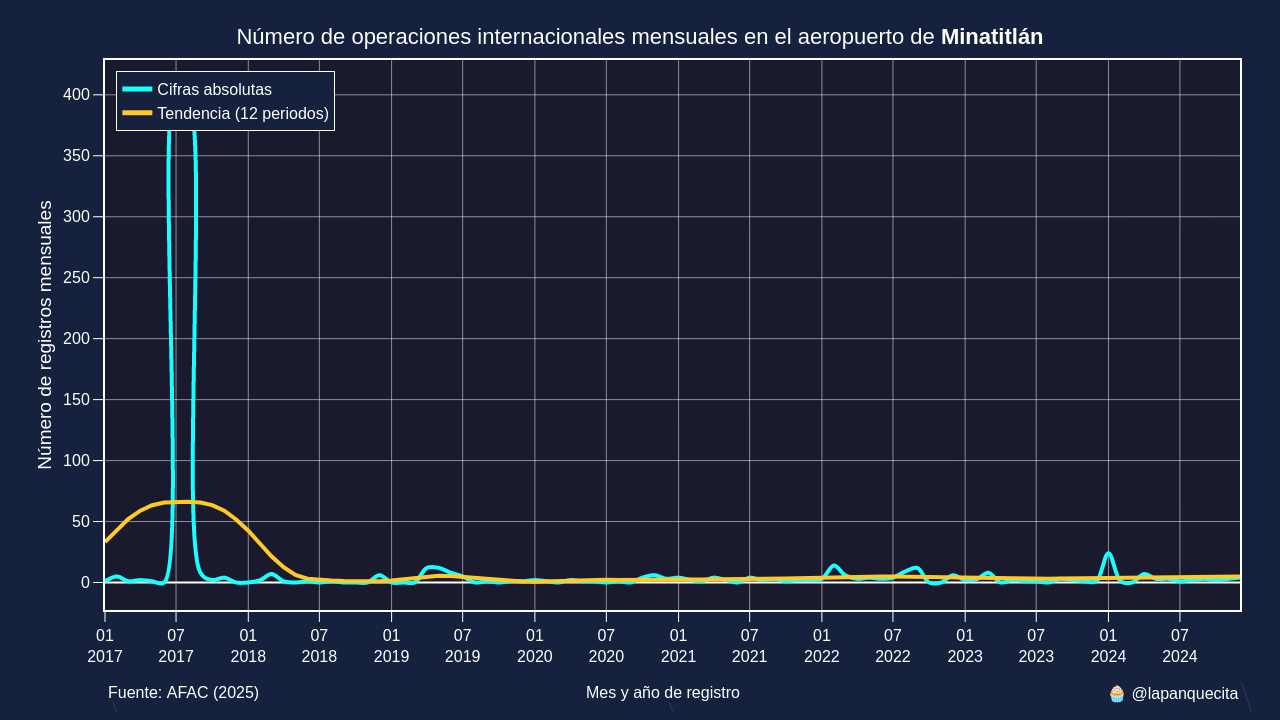 Número de operaciones internacionales mensuales en el aeropuerto de Minatitlán
Cifras absolutas
Tendencia (12 periodos)
Número de registros mensuales
400
350
300
250
200
150
100
50
0
01 07 01 07 01 07 01 07 01 07 01 07 01 07 01 07
2017 2017 2018 2018 2019 2019 2020 2020 2021 2021 2022 2022 2023 2023 2024 2024
Fuente: AFAC (2025) Mes y año de registro 🧁 @lapanquecita